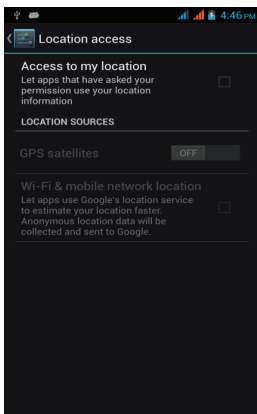 4:46 PM
Location access
Access to my location
Let apps that have asked your
permission use your location
information
LOCATION SOURCES
GPS satellites
OFF
Wi-Fi & mobile network location
Let apps use Google's location service
to estimate your location faster.
Anonymous location data will be
collected and sent to Google.